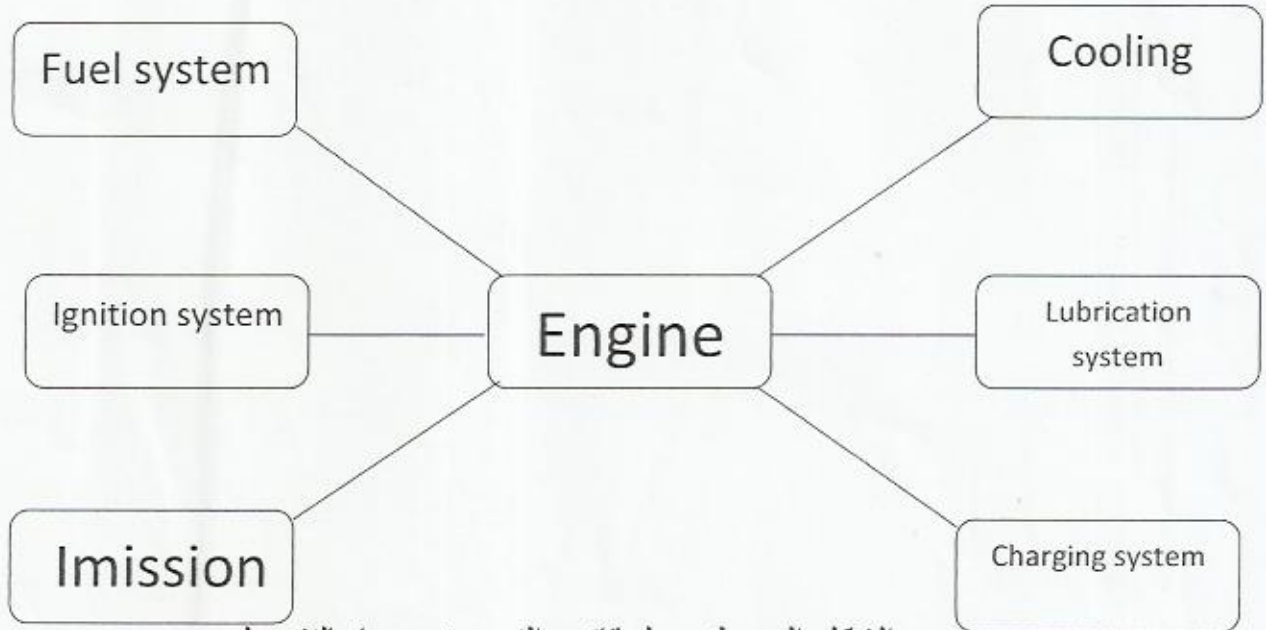 Fuel system
Cooling
Ignition system
Engine
Lubrication
system
Imission
Charging system